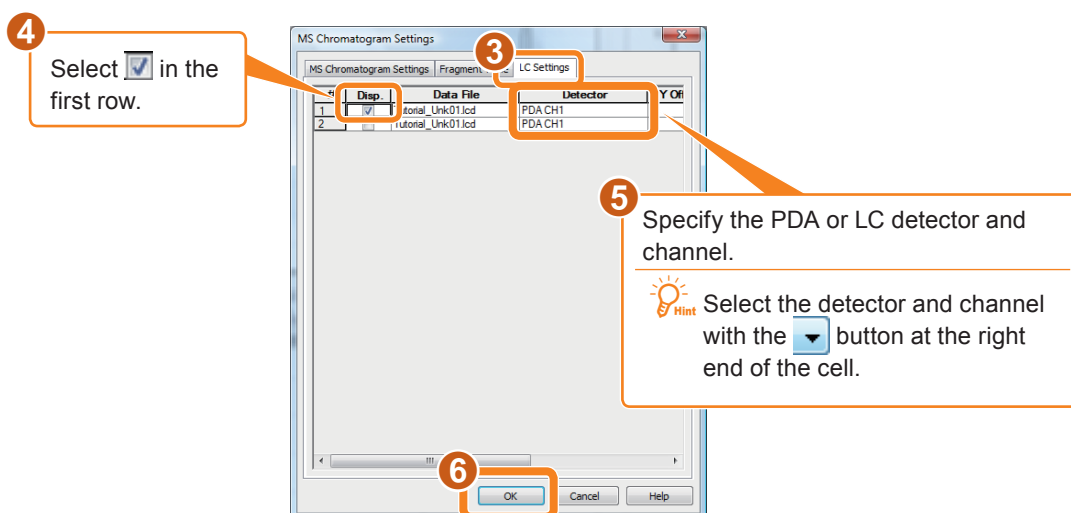 4
Select in the
first row.
MS Chromatogram Settings
3
MS Chromatogram Settings Fragment LC Settings
Disp. Data File Detector Y Off
1 Tutorial_Unk01.lcd PDA CH1
2 Tutorial_Unk01.lcd PDA CH1
5
Specify the PDA or LC detector and
channel.
Hint Select the detector and channel
with the button at the right
end of the cell.
6
OK Cancel Help